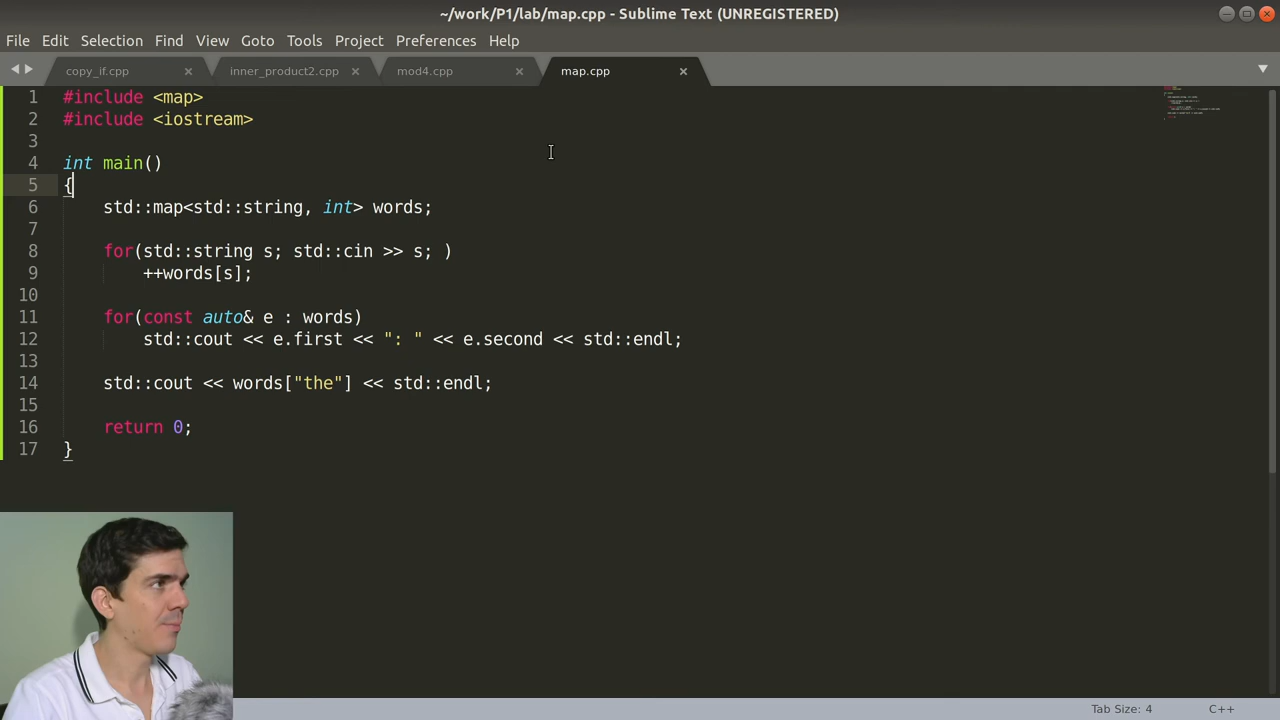 ~/work/P1/lab/map.cpp - Sublime Text (UNREGISTERED)
File Edit Selection Find View Goto Tools Project Preferences Help
copy_if.cpp inner_product2.cpp mod4.cpp map.cpp
1 #include <map>
2 #include <iostream>
3
4 int main()
5 {
6 std::map<std::string, int> words;
7
8 for(std::string s; std::cin >> s; )
9 ++words[s];
10
11 for(const auto& e : words)
12 std::cout << e.first << ": " << e.second << std::endl;
13
14 std::cout << words["the"] << std::endl;
15
16 return 0;
17 }
Tab Size: 4 C++